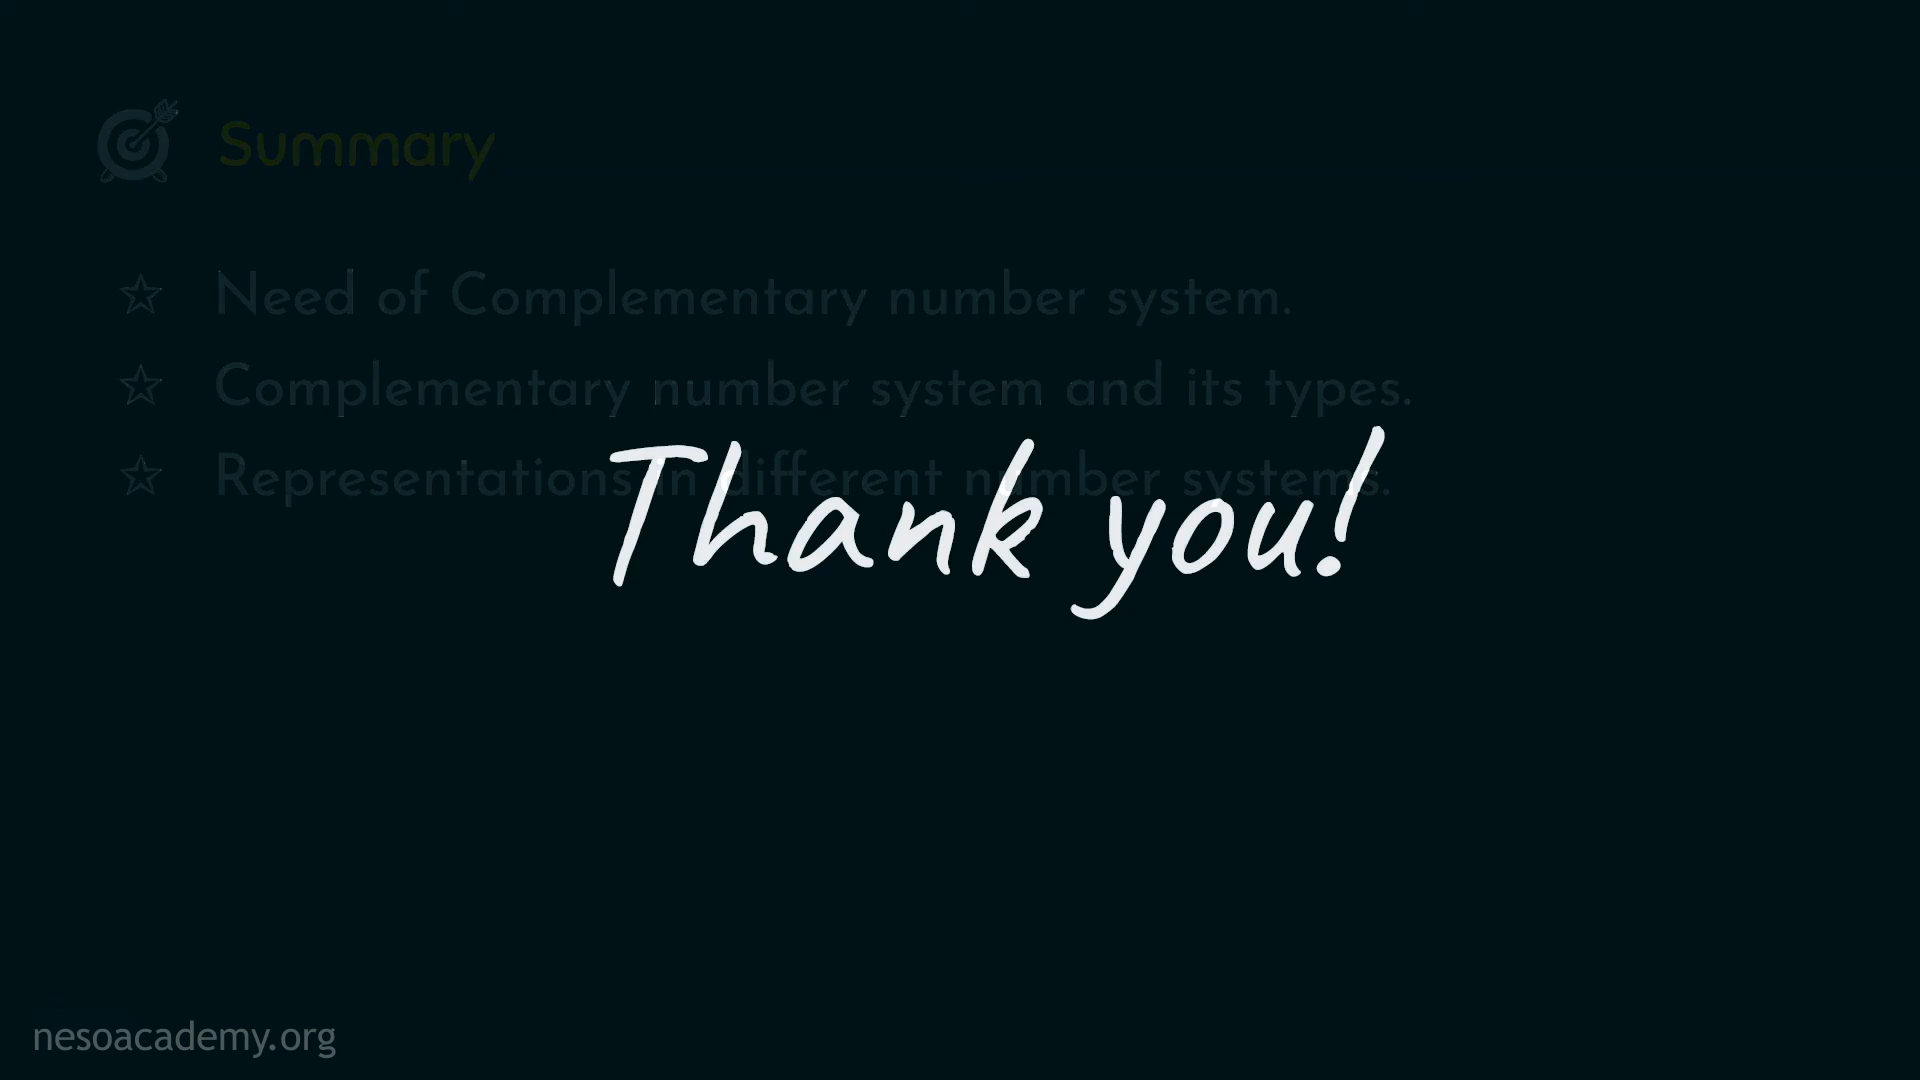 Summary
Need of Complementary number system.
Complementary number system and its types.
Representations in different number systems.
Thank you!
nesoacademy.org